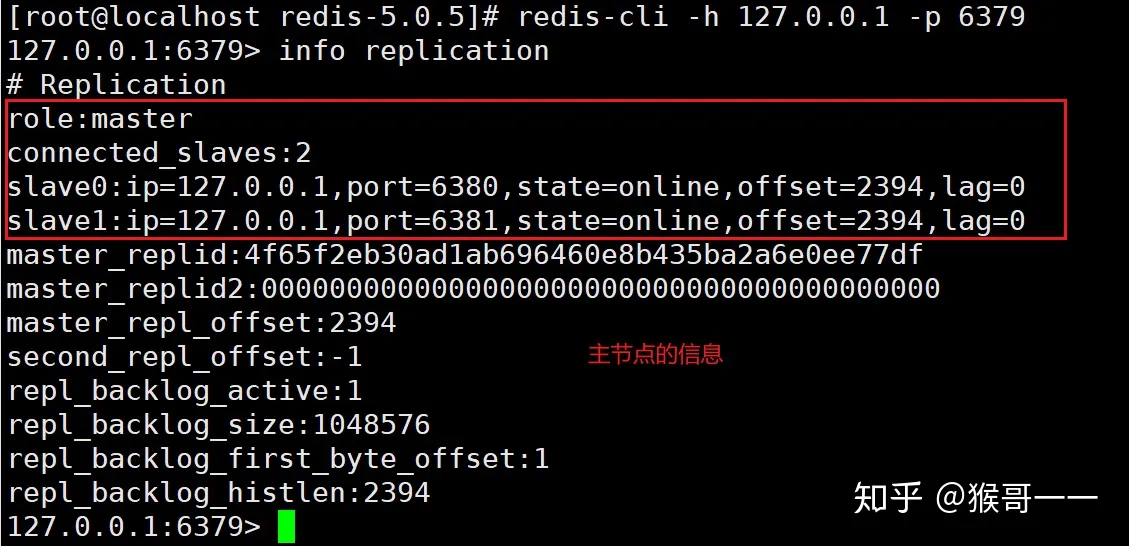 [root@localhost redis-5.0.5]# redis-cli -h 127.0.0.1 -p 6379
127.0.0.1:6379> info replication
# Replication
role:master
connected_slaves:2
slave0:ip=127.0.0.1,port=6380,state=online,offset=2394,lag=0
slave1:ip=127.0.0.1,port=6381,state=online,offset=2394,lag=0
master_replid:4f65f2eb30ad1ab696460e8b435ba2a6e0ee77df
master_replid2:0000000000000000000000000000000000000000
master_repl_offset:2394
second_repl_offset:-1
主节点的信息
repl_backlog_active:1
repl_backlog_size:1048576
repl_backlog_first_byte_offset:1
repl_backlog_histlen:2394
知乎 @猴哥一一
127.0.0.1:6379>